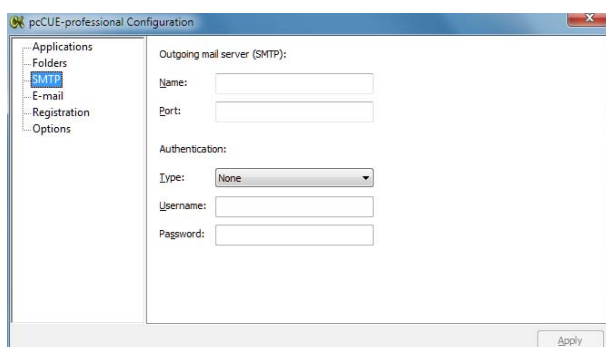 pcCUE-professional Configuration
Applications
Folders
SMTP
E-mail
Registration
Options
Outgoing mail server (SMTP):
Name:
Port:
Authentication:
Type: None
Username:
Password:
Apply